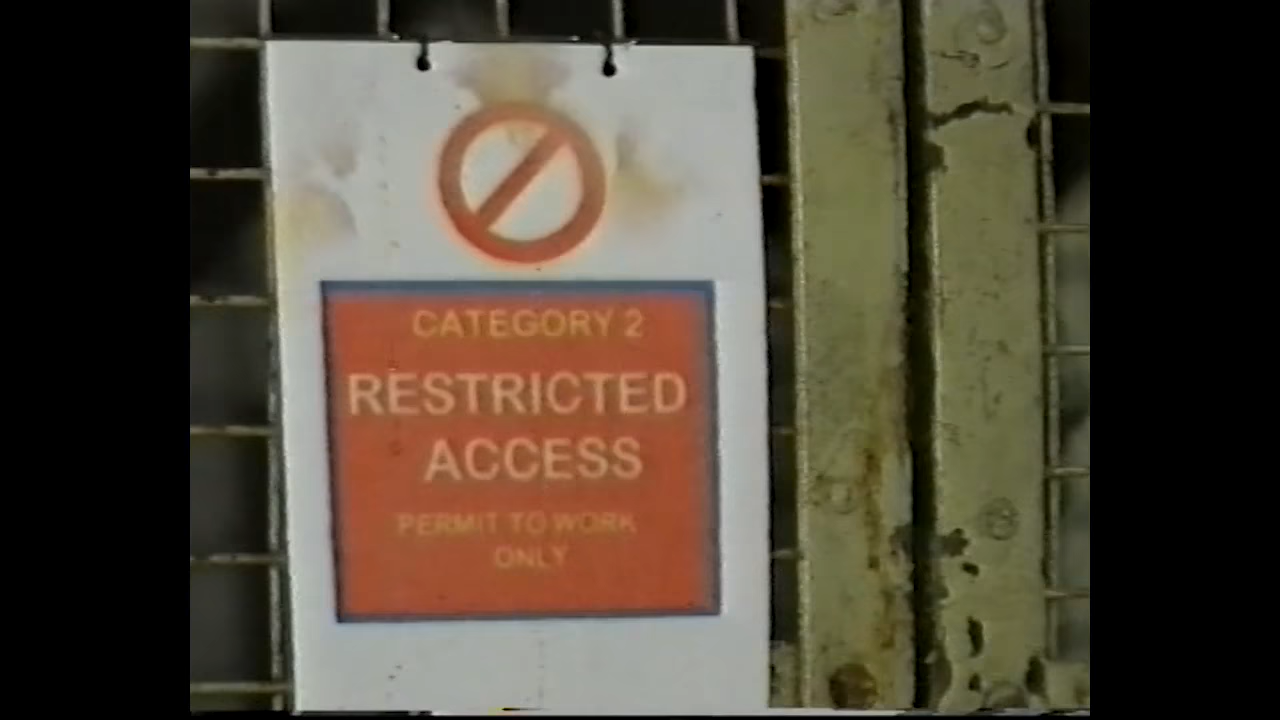 CATEGORY 2
RESTRICTED
ACCESS
PERMIT TO WORK
ONLY